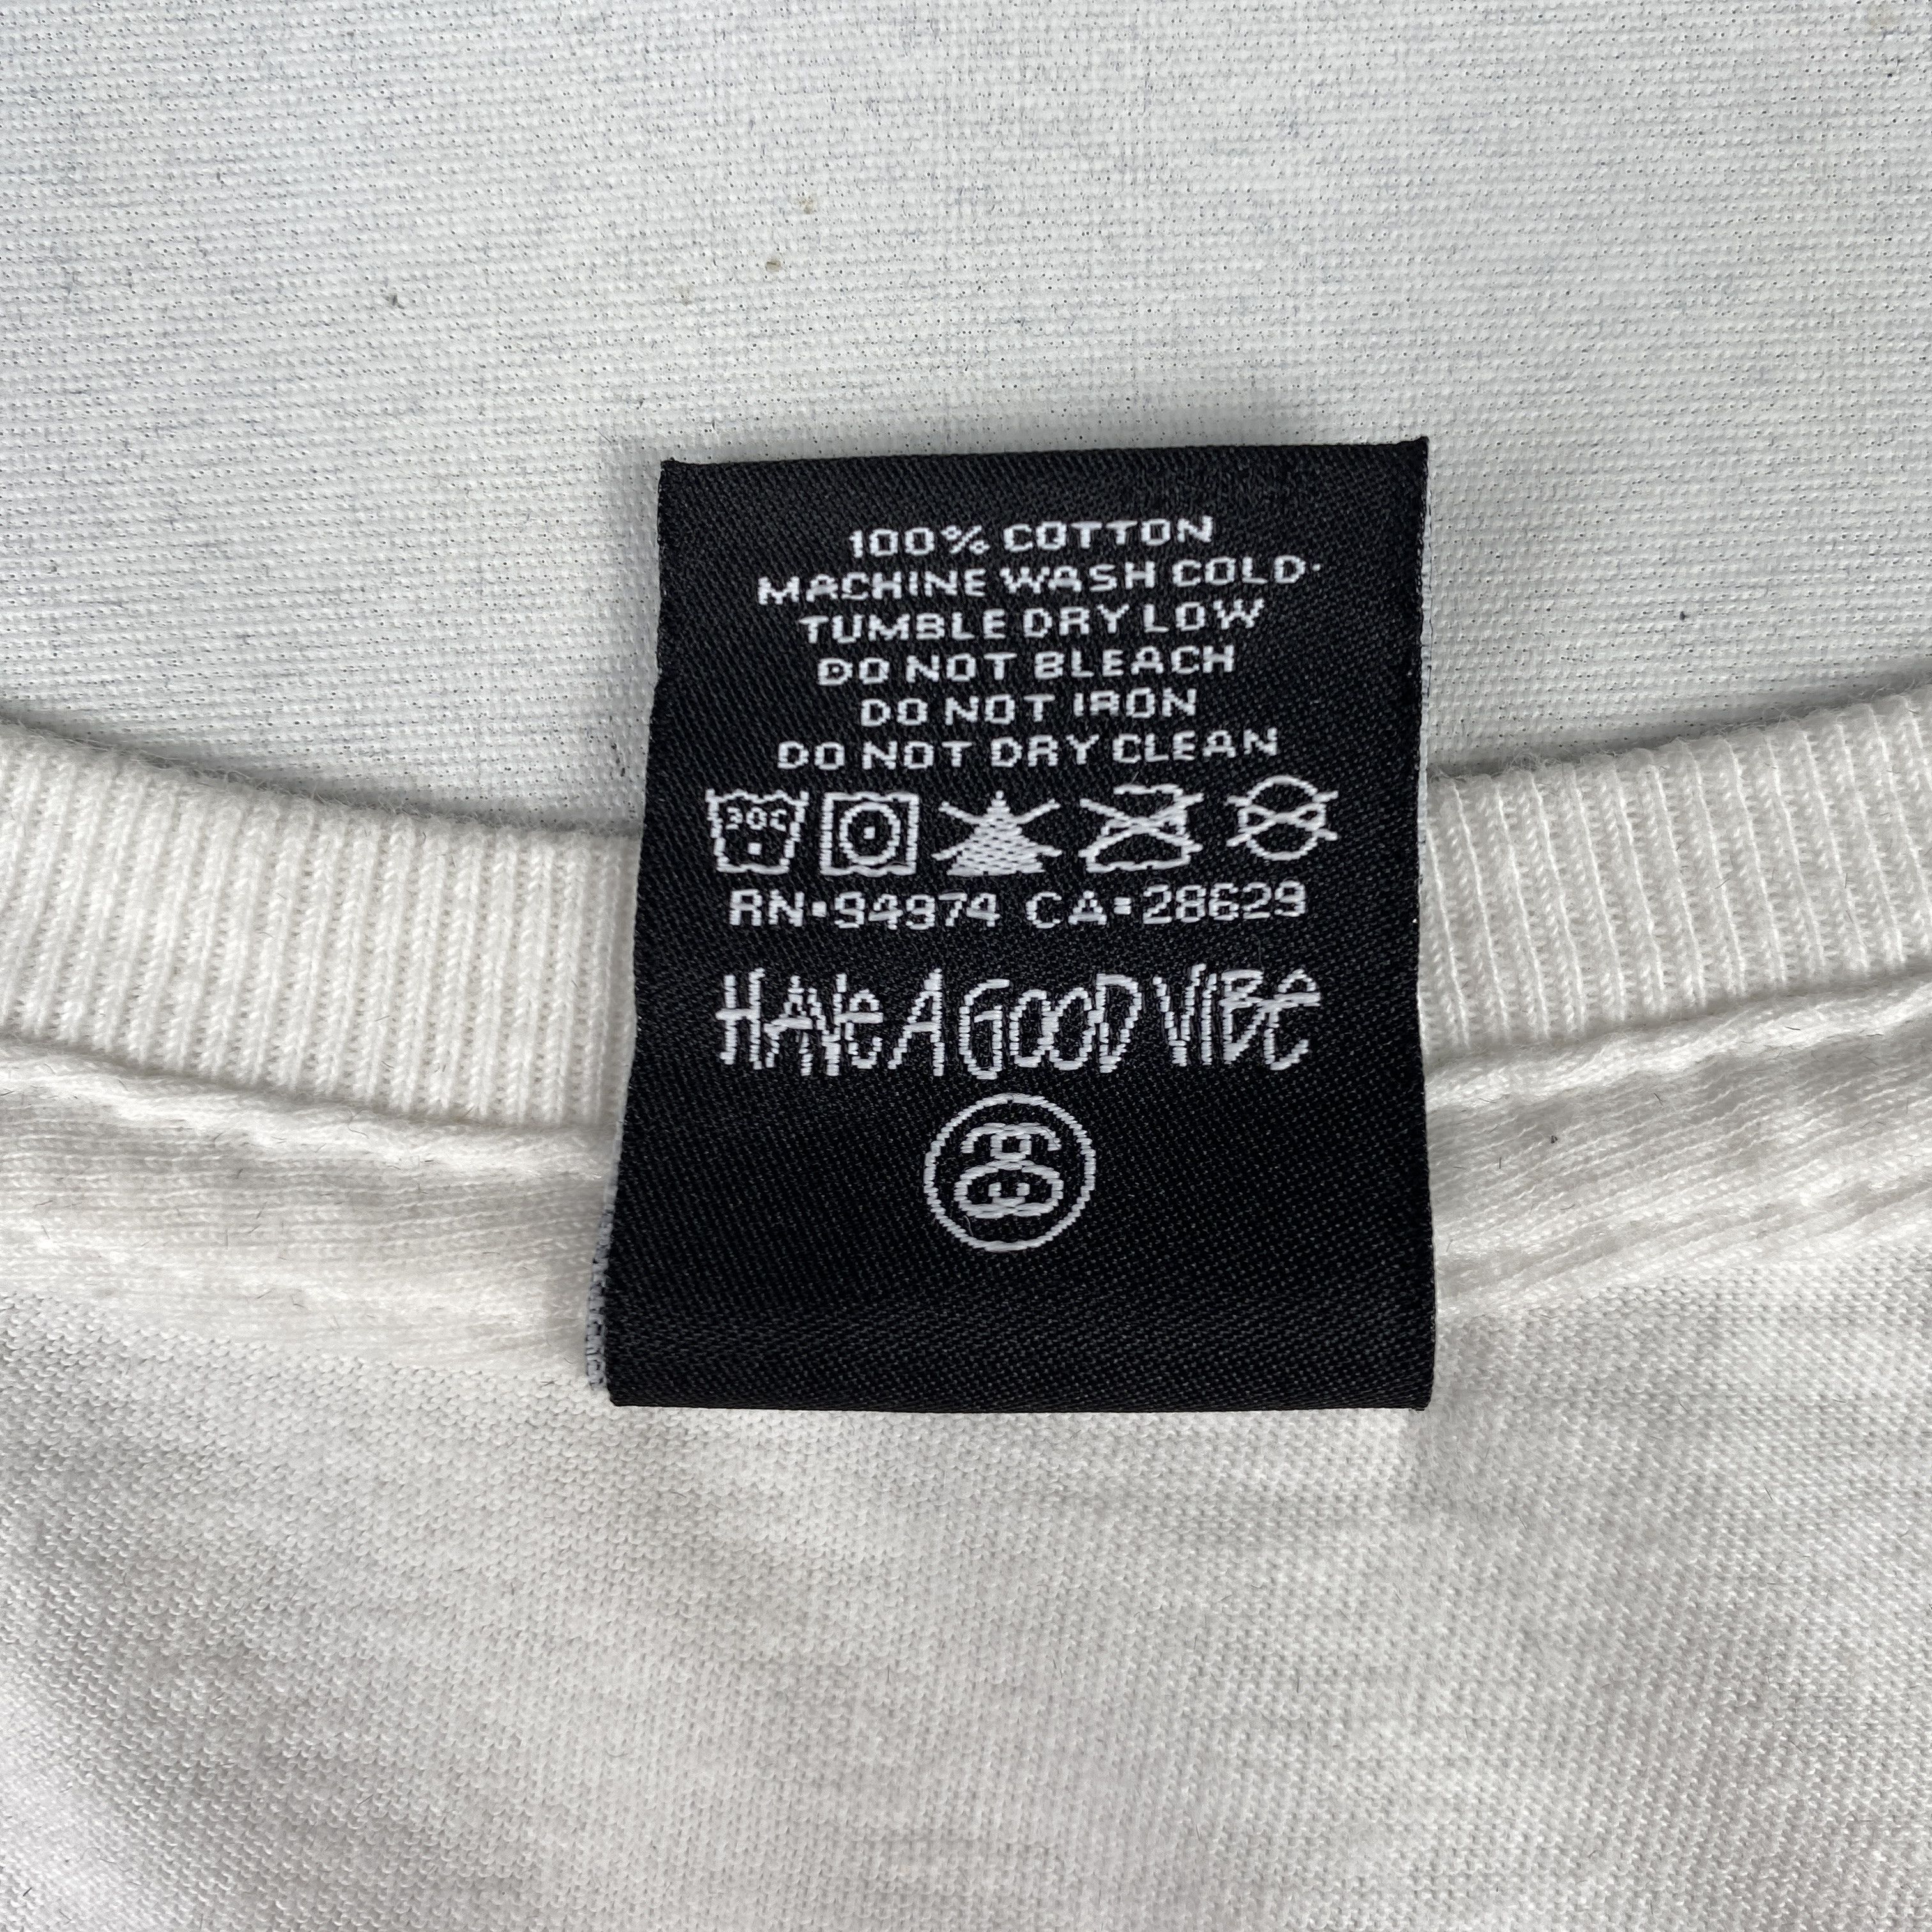 100% COTTON
MACHINE WASH COLD
TUMBLE DRY LOW
DO NOT BLEACH
DO NOT IRON
DO NOT DRY CLEAN
30C
RN-94974 CA-28629
HAVe A GOOD VIBe